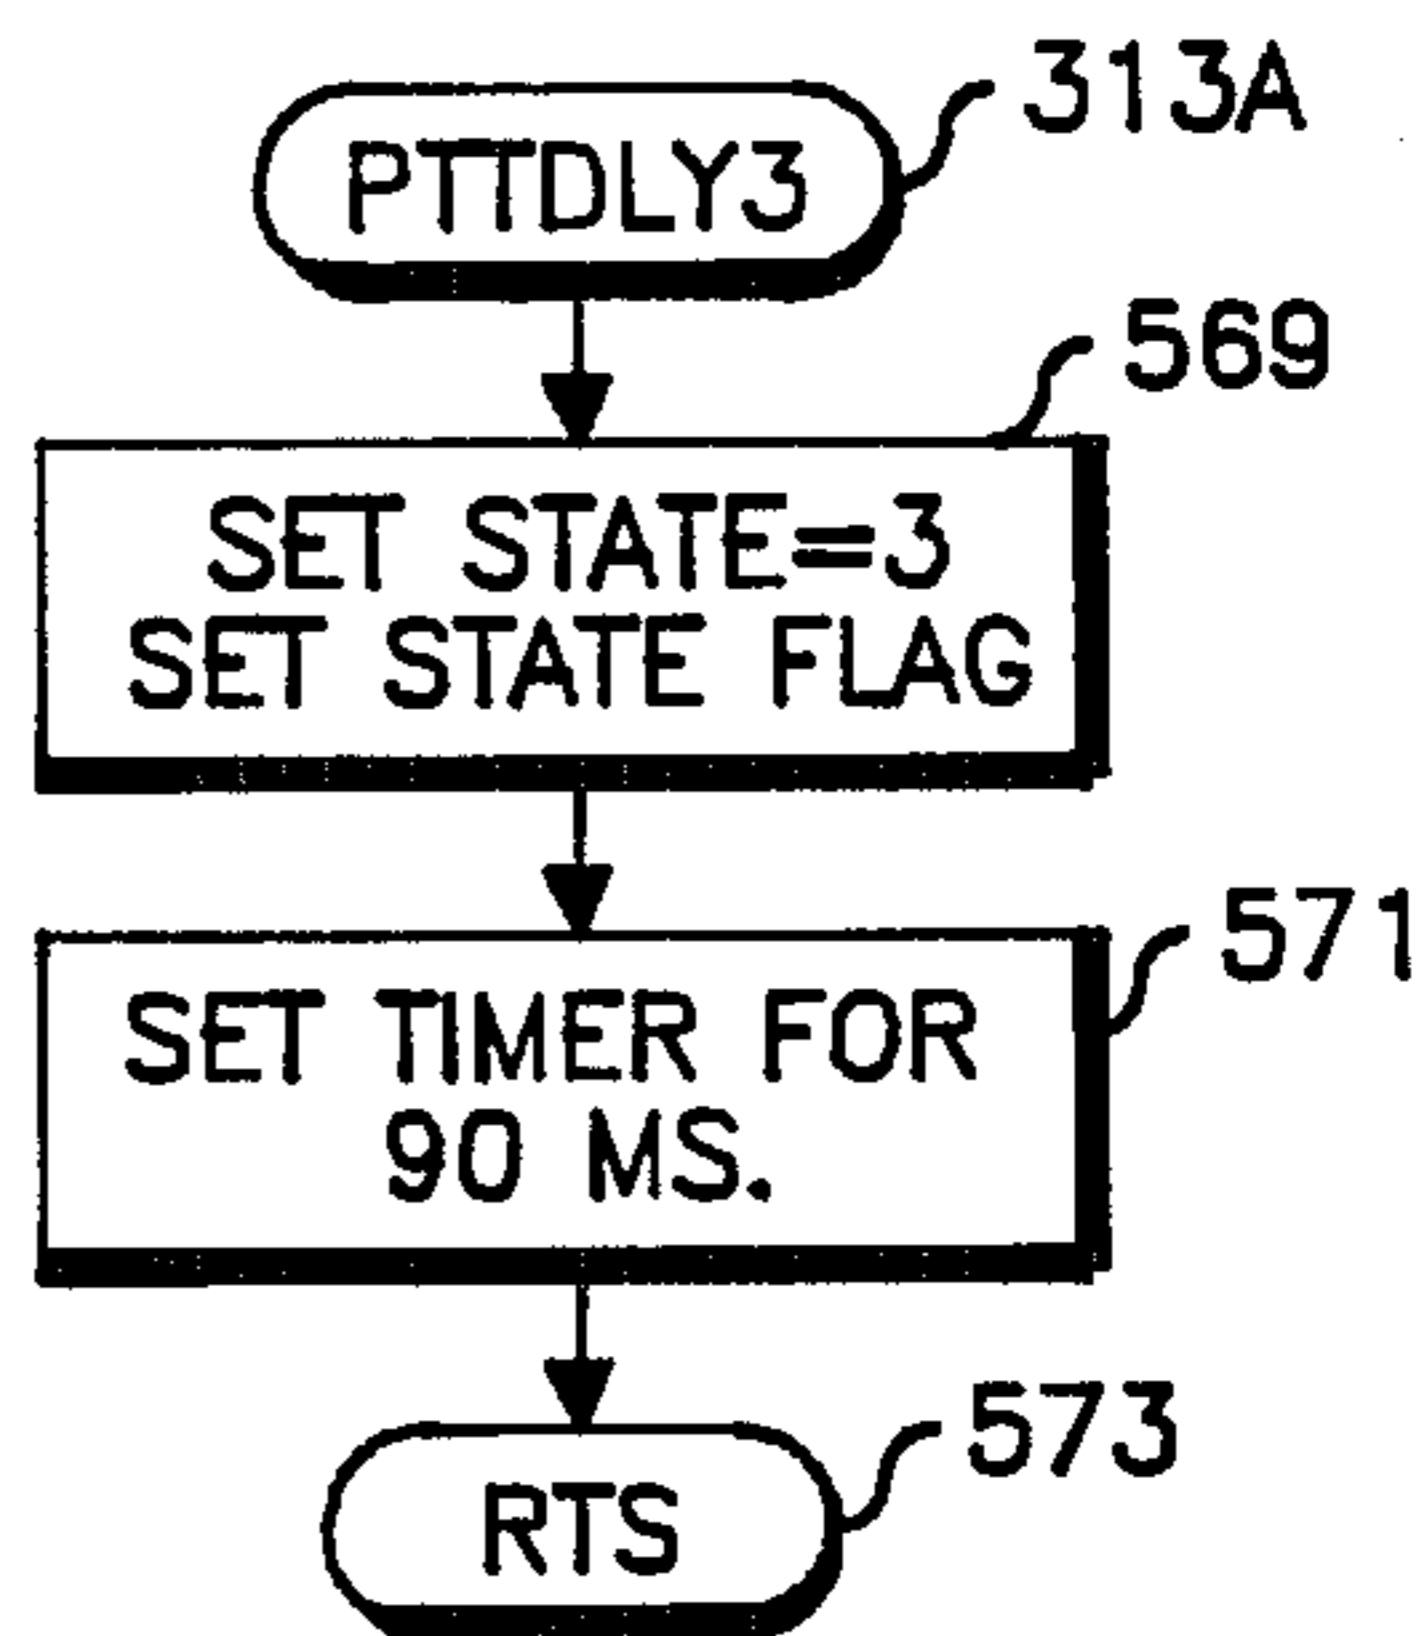 313A
PTTDLY3
569
SET STATE=3
SET STATE FLAG
571
SET TIMER FOR
90 MS.
573
RTS